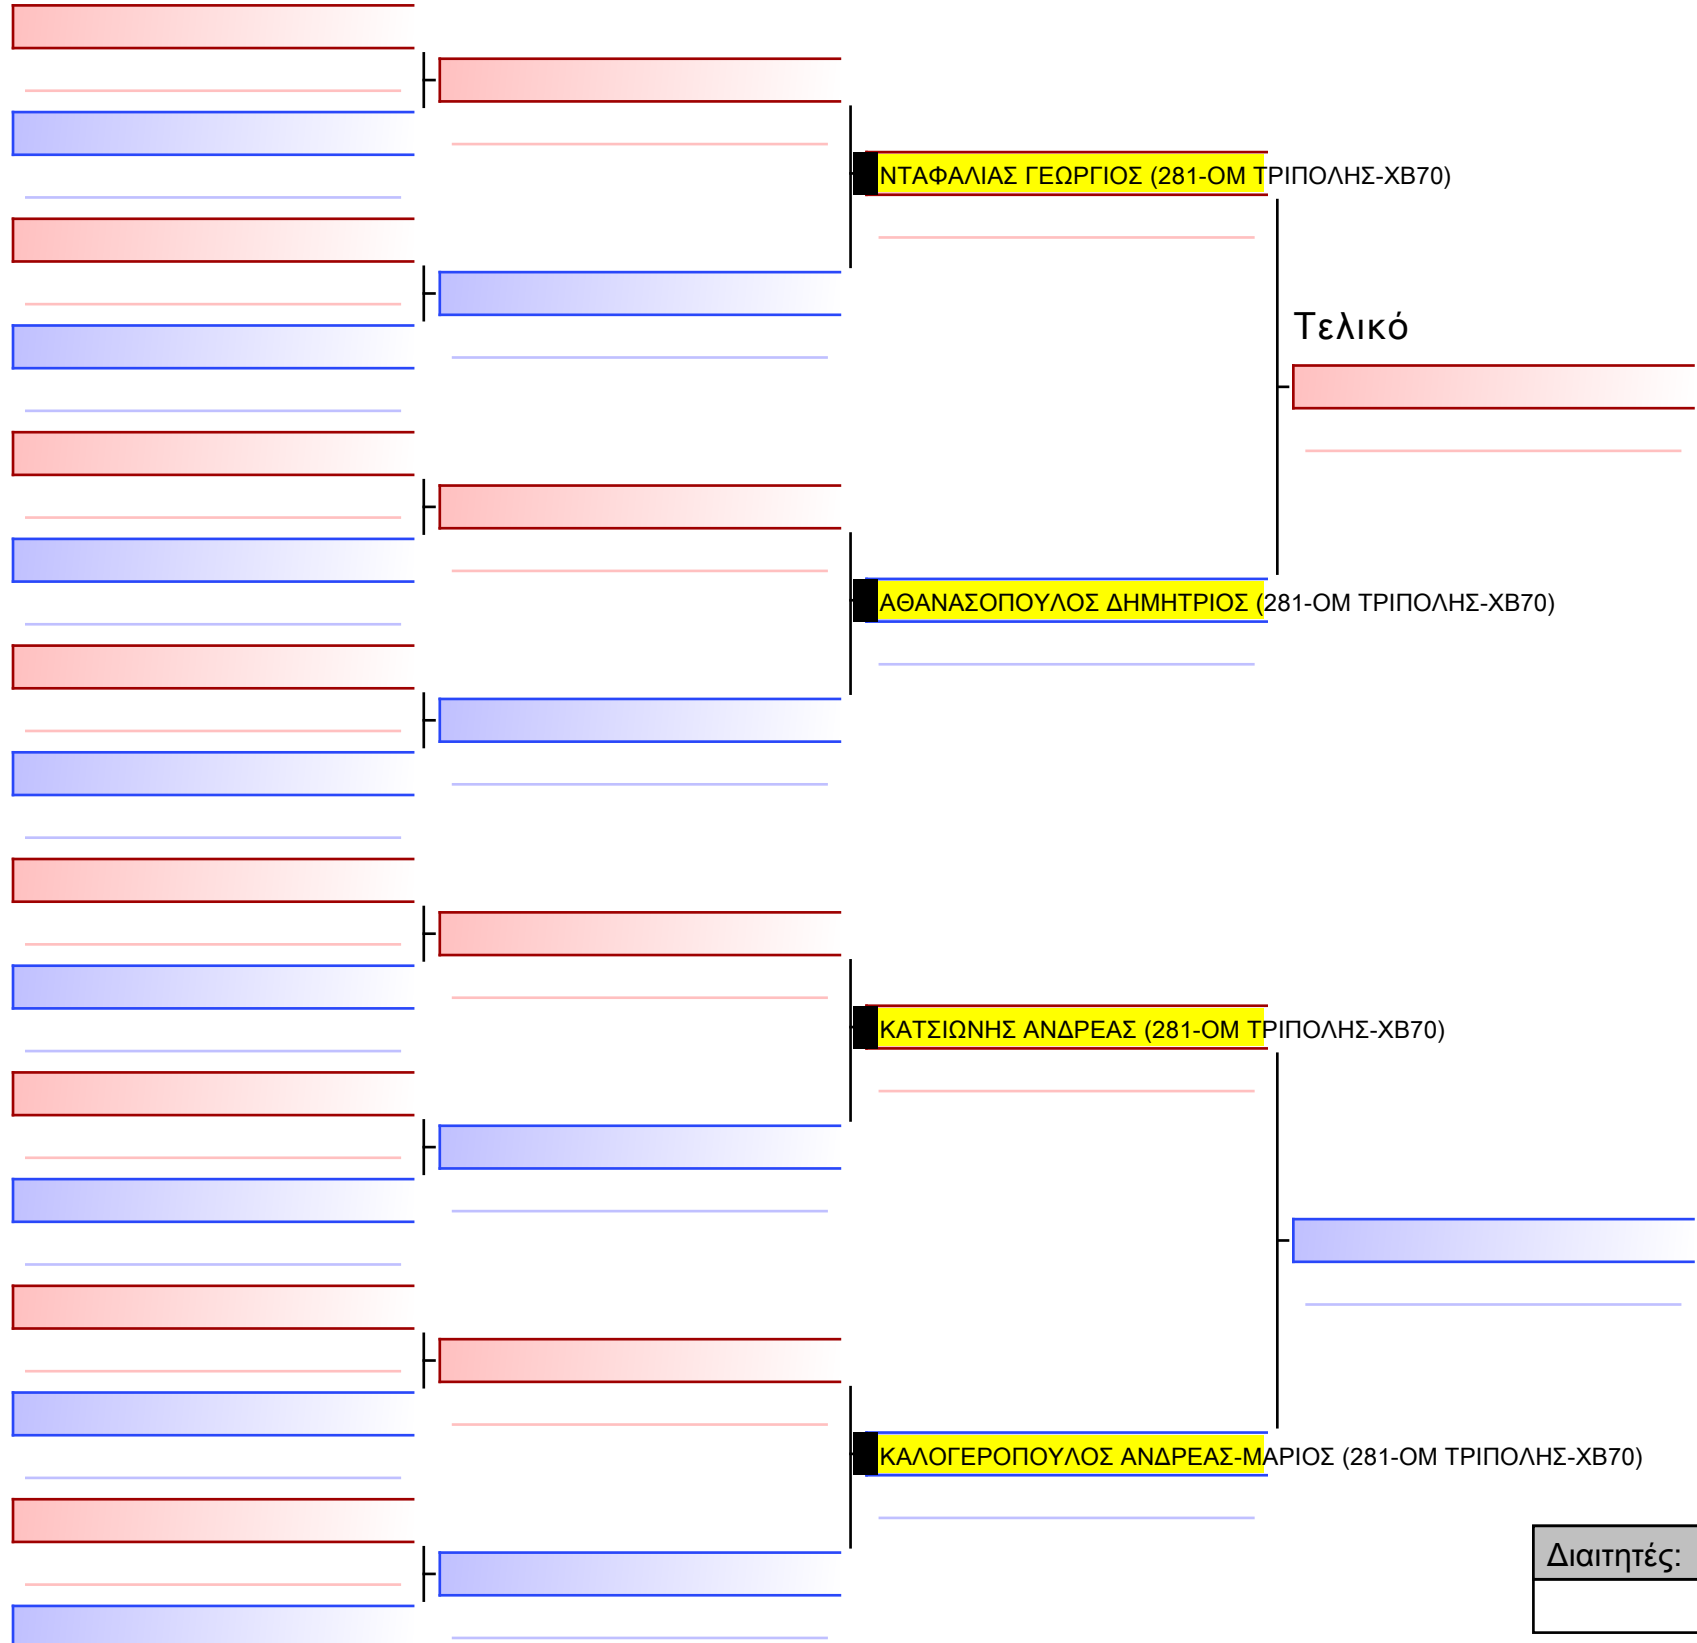 ΝΤΑΦΑΛΙΑΣ ΓΕΩΡΓΙΟΣ (281-ΟΜ ΤΡΙΠΟΛΗΣ-ΧΒ70)
Τελικό
ΑΘΑΝΑΣΟΠΟΥΛΟΣ ΔΗΜΗΤΡΙΟΣ (281-ΟΜ ΤΡΙΠΟΛΗΣ-ΧΒ70)
ΚΑΤΣΙΩΝΗΣ ΑΝΔΡΕΑΣ (281-ΟΜ ΤΡΙΠΟΛΗΣ-ΧΒ70)
ΚΑΛΟΓΕΡΟΠΟΥΛΟΣ ΑΝΔΡΕΑΣ-ΜΑΡΙΟΣ (281-ΟΜ ΤΡΙΠΟΛΗΣ-ΧΒ70)
Διαιτητές: